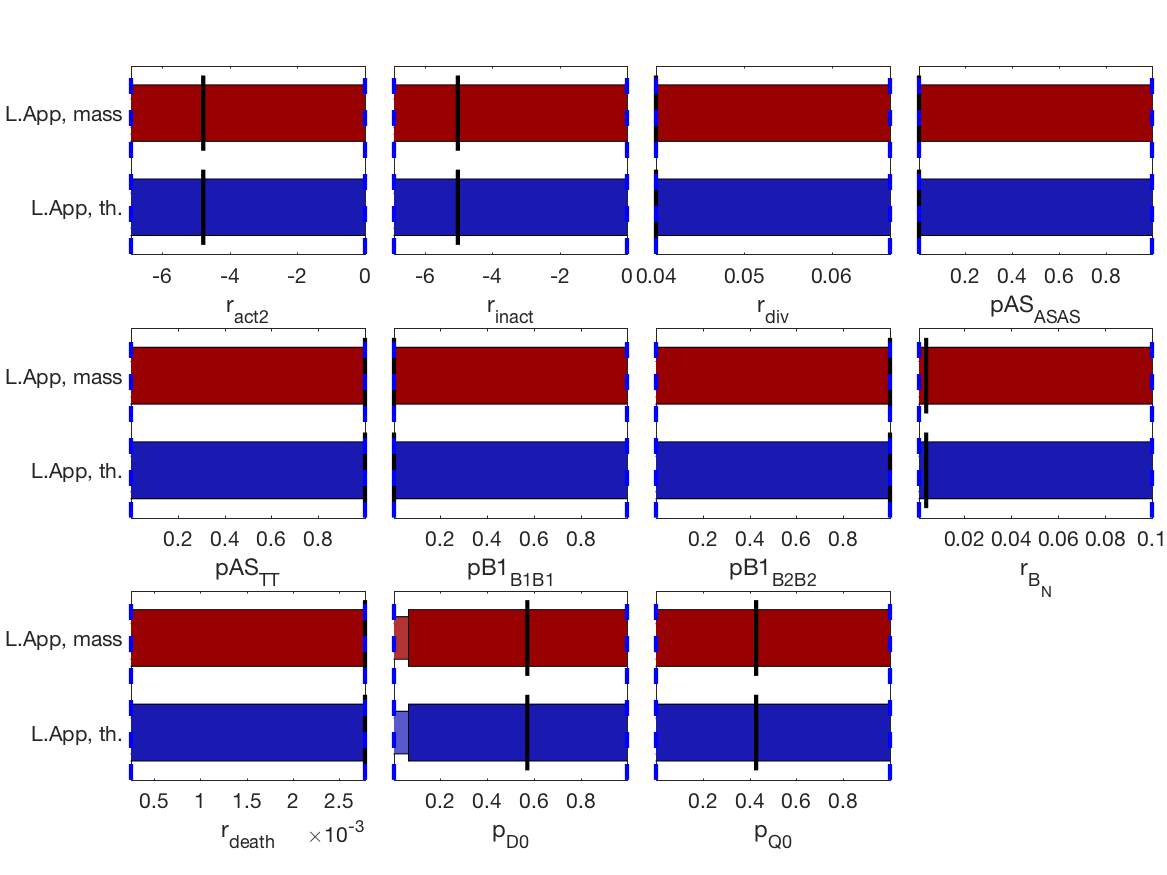 L.App, mass
L.App, th.
-6 -4 -2 0
r_act2
-6 -4 -2 0
r_inact
0.04 0.05 0.06
r_div
0.2 0.4 0.6 0.8
pAS_ASAS
L.App, mass
L.App, th.
0.2 0.4 0.6 0.8
pAS_TT
0.2 0.4 0.6 0.8
pB1_B1B1
0.2 0.4 0.6 0.8
pB1_B2B2
0.02 0.04 0.06 0.08 0.1
r_B_N
L.App, mass
L.App, th.
0.5 1 1.5 2 2.5
r_death ×10^-3
0.2 0.4 0.6 0.8
p_D0
0.2 0.4 0.6 0.8
p_Q0